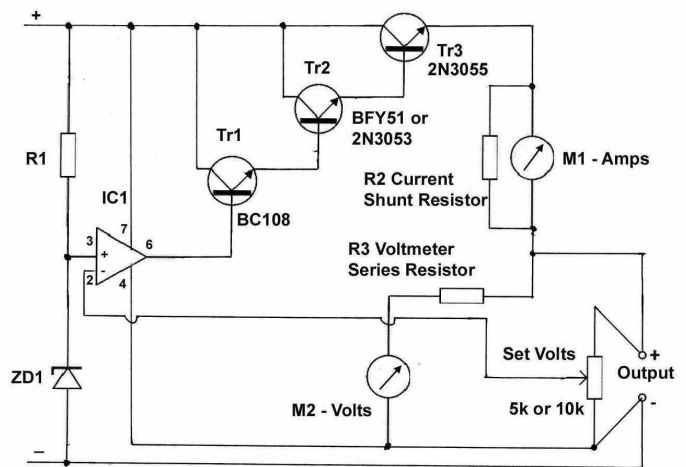 +
Tr3
2N3055
Tr2
BFY51 or
2N3053
Tr1
R1
M1 - Amps
R2 Current
Shunt Resistor
IC1
BC108
7
3
6
+
-
2
4
R3 Voltmeter
Series Resistor
Set Volts
+
Output
-
ZD1
M2 - Volts
5k or 10k
–